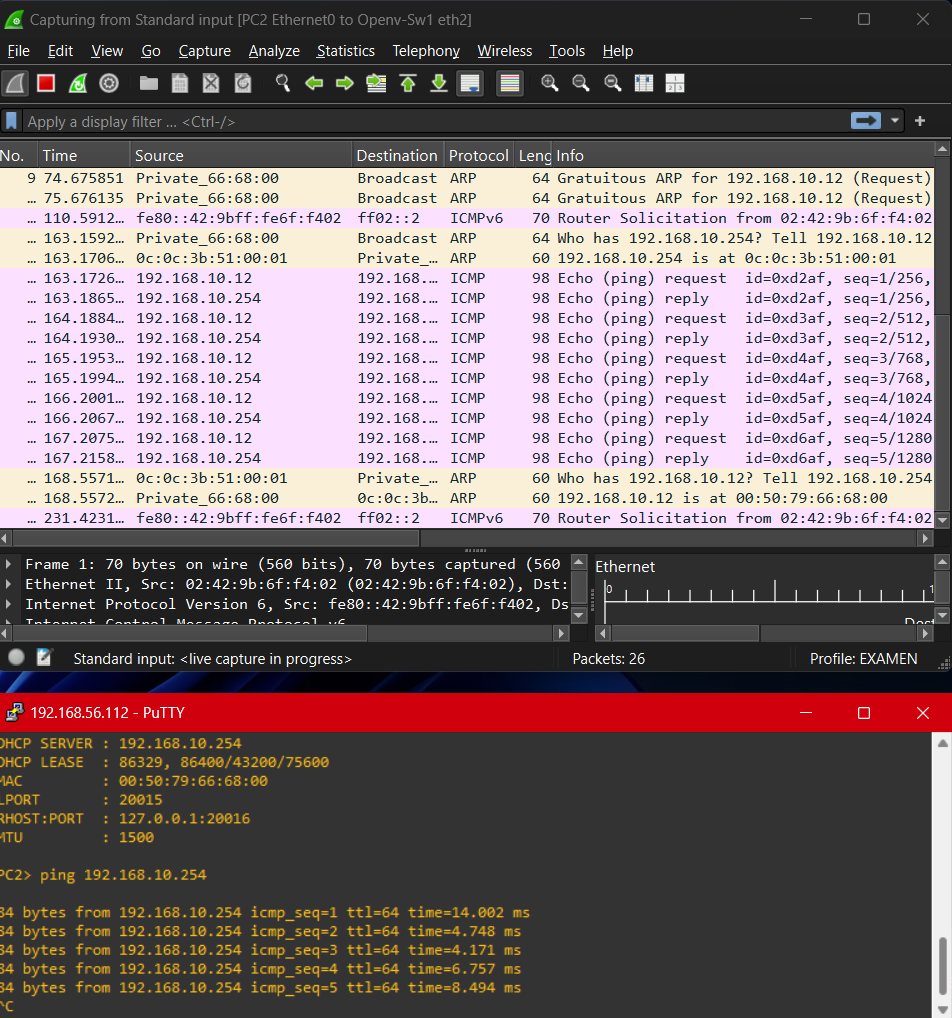 Capturing from Standard input [PC2 Ethernet0 to Openv-Sw1 eth2]
File Edit View Go Capture Analyze Statistics Telephony Wireless Tools Help
Apply a display filter ... <Ctrl-/>
No. Time Source Destination Protocol Leng Info
9 74.675851 Private_66:68:00 Broadcast ARP 64 Gratuitous ARP for 192.168.10.12 (Request)
… 75.676135 Private_66:68:00 Broadcast ARP 64 Gratuitous ARP for 192.168.10.12 (Request)
… 110.5912… fe80::42:9bff:fe6f:f402 ff02::2 ICMPv6 70 Router Solicitation from 02:42:9b:6f:f4:02
… 163.1592… Private_66:68:00 Broadcast ARP 64 Who has 192.168.10.254? Tell 192.168.10.12
… 163.1706… 0c:0c:3b:51:00:01 Private_… ARP 60 192.168.10.254 is at 0c:0c:3b:51:00:01
… 163.1726… 192.168.10.12 192.168.… ICMP 98 Echo (ping) request id=0xd2af, seq=1/256,
… 163.1865… 192.168.10.254 192.168.… ICMP 98 Echo (ping) reply id=0xd2af, seq=1/256,
… 164.1884… 192.168.10.12 192.168.… ICMP 98 Echo (ping) request id=0xd3af, seq=2/512,
… 164.1930… 192.168.10.254 192.168.… ICMP 98 Echo (ping) reply id=0xd3af, seq=2/512,
… 165.1953… 192.168.10.12 192.168.… ICMP 98 Echo (ping) request id=0xd4af, seq=3/768,
… 165.1994… 192.168.10.254 192.168.… ICMP 98 Echo (ping) reply id=0xd4af, seq=3/768,
… 166.2001… 192.168.10.12 192.168.… ICMP 98 Echo (ping) request id=0xd5af, seq=4/1024
… 166.2067… 192.168.10.254 192.168.… ICMP 98 Echo (ping) reply id=0xd5af, seq=4/1024
… 167.2075… 192.168.10.12 192.168.… ICMP 98 Echo (ping) request id=0xd6af, seq=5/1280
… 167.2158… 192.168.10.254 192.168.… ICMP 98 Echo (ping) reply id=0xd6af, seq=5/1280
… 168.5571… 0c:0c:3b:51:00:01 Private_… ARP 60 Who has 192.168.10.12? Tell 192.168.10.254
… 168.5572… Private_66:68:00 0c:0c:3b… ARP 60 192.168.10.12 is at 00:50:79:66:68:00
… 231.4231… fe80::42:9bff:fe6f:f402 ff02::2 ICMPv6 70 Router Solicitation from 02:42:9b:6f:f4:02
Frame 1: 70 bytes on wire (560 bits), 70 bytes captured (560
Ethernet II, Src: 02:42:9b:6f:f4:02 (02:42:9b:6f:f4:02), Dst:
Internet Protocol Version 6, Src: fe80::42:9bff:fe6f:f402, Ds
Internet Control Message Protocol v6
Ethernet
0 1
Dest
Standard input: <live capture in progress> Packets: 26 Profile: EXAMEN
192.168.56.112 - PuTTY
DHCP SERVER : 192.168.10.254
DHCP LEASE : 86329, 86400/43200/75600
MAC : 00:50:79:66:68:00
LPORT : 20015
RHOST:PORT : 127.0.0.1:20016
MTU : 1500
PC2> ping 192.168.10.254
84 bytes from 192.168.10.254 icmp_seq=1 ttl=64 time=14.002 ms
84 bytes from 192.168.10.254 icmp_seq=2 ttl=64 time=4.748 ms
84 bytes from 192.168.10.254 icmp_seq=3 ttl=64 time=4.171 ms
84 bytes from 192.168.10.254 icmp_seq=4 ttl=64 time=6.757 ms
84 bytes from 192.168.10.254 icmp_seq=5 ttl=64 time=8.494 ms
^C